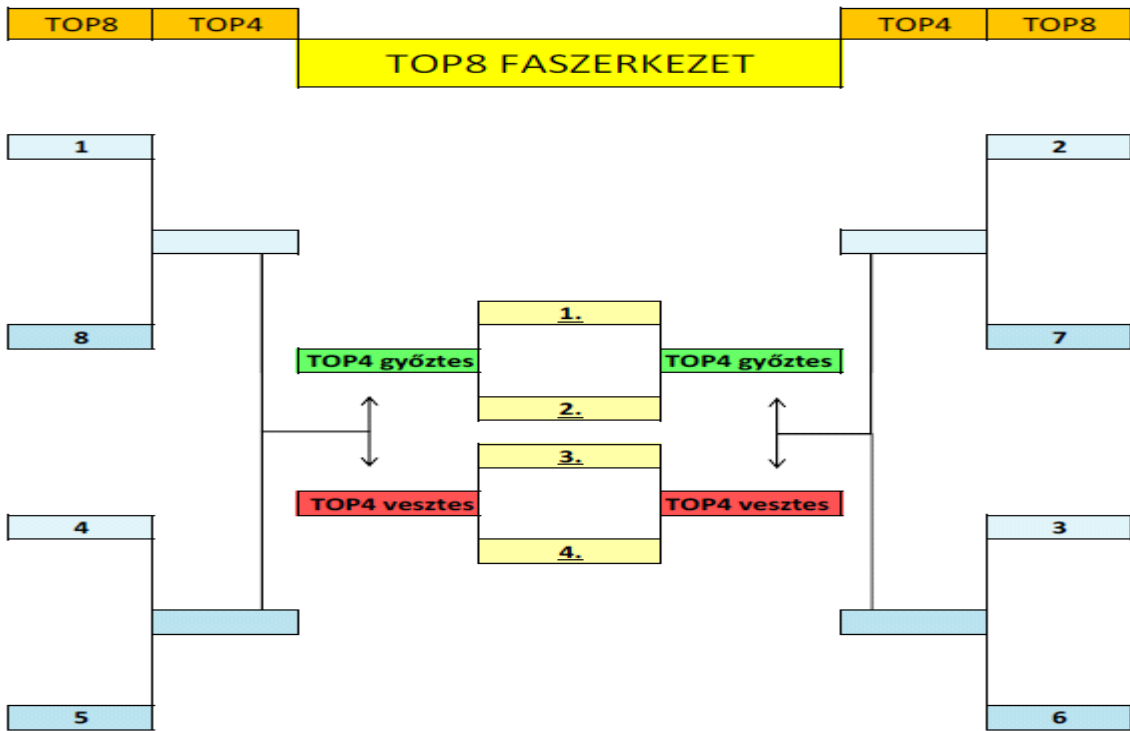 TOP8 TOP4 TOP4 TOP8
TOP8 FASZERKEZET
1 2
1.
8 7
TOP4 győztes TOP4 győztes
2.
3.
TOP4 vesztes TOP4 vesztes
4 3
4.
5 6